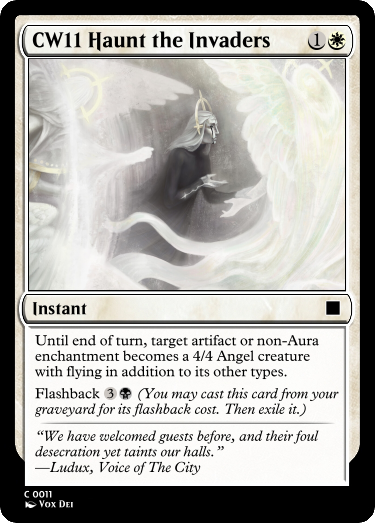 CW11 Haunt the Invaders 1
Instant
Until end of turn, target artifact or non-Aura
enchantment becomes a 4/4 Angel creature
with flying in addition to its other types.
Flashback 3 (You may cast this card from your
graveyard for its flashback cost. Then exile it.)
“We have welcomed guests before, and their foul
desecration yet taints our halls.”
—Ludux, Voice of The City
C 0011
Vox Dei